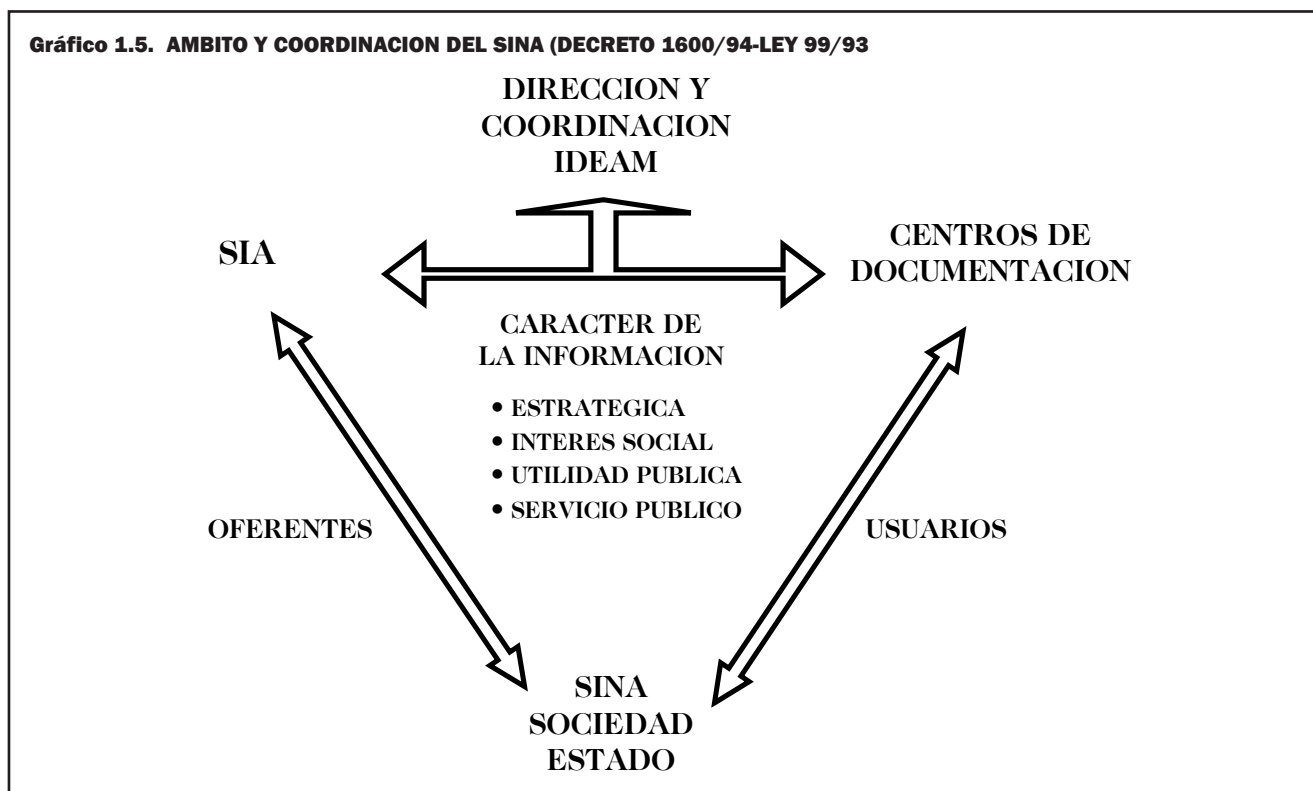 Gráfico 1.5. AMBITO Y COORDINACION DEL SINA (DECRETO 1600/94-LEY 99/93
DIRECCION Y
COORDINACION
IDEAM
SIA
CENTROS DE
DOCUMENTACION
CARACTER DE
LA INFORMACION
• ESTRATEGICA
• INTERES SOCIAL
• UTILIDAD PUBLICA
• SERVICIO PUBLICO
OFERENTES
USUARIOS
SINA
SOCIEDAD
ESTADO